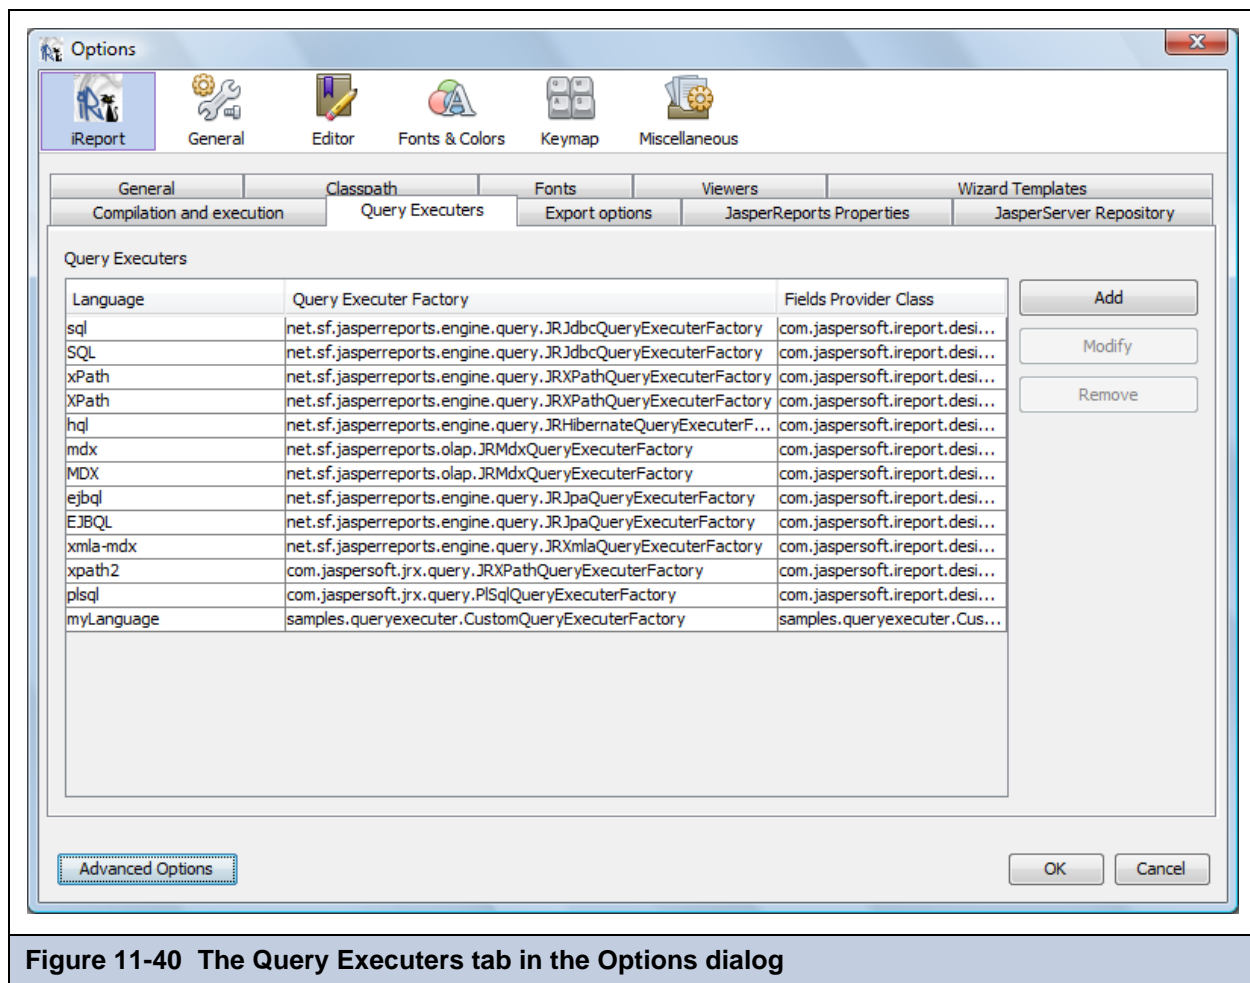 Options
iReport General Editor Fonts & Colors Keymap Miscellaneous
General Classpath Fonts Viewers Wizard Templates
Compilation and execution Query Executers Export options JasperReports Properties JasperServer Repository
Query Executers
Language Query Executer Factory Fields Provider Class Add
sql net.sf.jasperreports.engine.query.JRJdbcQueryExecuterFactory com.jaspersoft.ireport.desi...
SQL net.sf.jasperreports.engine.query.JRJdbcQueryExecuterFactory com.jaspersoft.ireport.desi... Modify
xPath net.sf.jasperreports.engine.query.JRXPathQueryExecuterFactory com.jaspersoft.ireport.desi...
XPath net.sf.jasperreports.engine.query.JRXPathQueryExecuterFactory com.jaspersoft.ireport.desi... Remove
hql net.sf.jasperreports.engine.query.JRHibernateQueryExecuterF... com.jaspersoft.ireport.desi...
mdx net.sf.jasperreports.olap.JRMdxQueryExecuterFactory com.jaspersoft.ireport.desi...
MDX net.sf.jasperreports.olap.JRMdxQueryExecuterFactory com.jaspersoft.ireport.desi...
ejbql net.sf.jasperreports.engine.query.JRJpaQueryExecuterFactory com.jaspersoft.ireport.desi...
EJBQL net.sf.jasperreports.engine.query.JRJpaQueryExecuterFactory com.jaspersoft.ireport.desi...
xmla-mdx net.sf.jasperreports.engine.query.JRXmlaQueryExecuterFactory com.jaspersoft.ireport.desi...
xpath2 com.jaspersoft.jrx.query.JRXPathQueryExecuterFactory com.jaspersoft.ireport.desi...
plsql com.jaspersoft.jrx.query.PlSqlQueryExecuterFactory com.jaspersoft.ireport.desi...
myLanguage samples.queryexecuter.CustomQueryExecuterFactory samples.queryexecuter.Cus...
Advanced Options OK Cancel
Figure 11-40 The Query Executers tab in the Options dialog